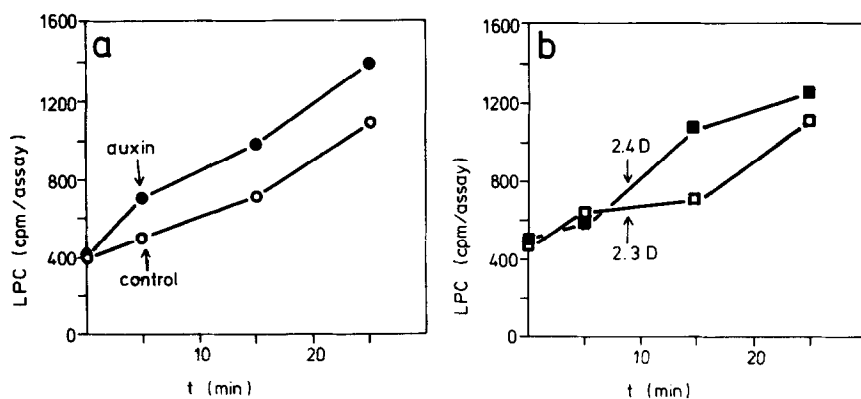 a
LPC (cpm/assay)
1600
1200
800
400
0
auxin
control
10
20
t (min)
b
LPC (cpm/assay)
1600
1200
800
400
0
2.4 D
2.3 D
10
20
t (min)